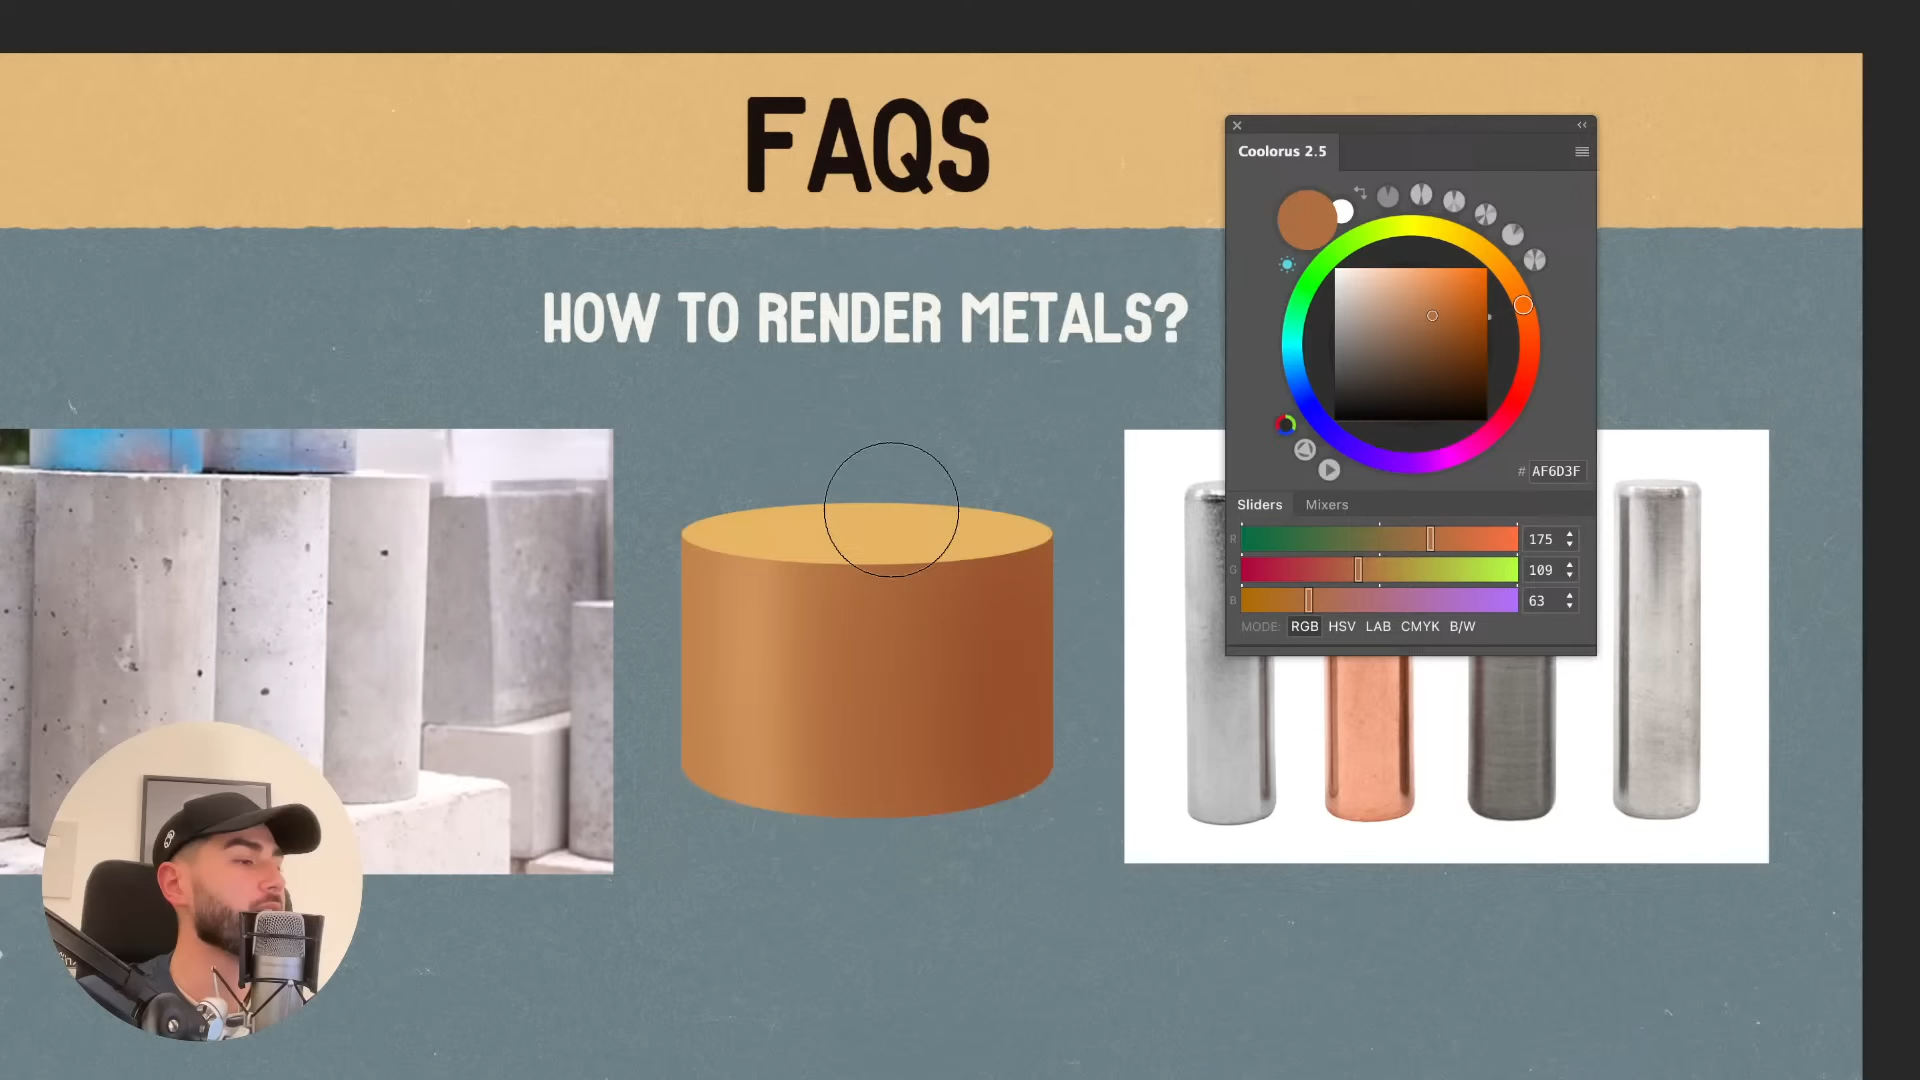 FAQS
HOW TO RENDER METALS?
Coolorus 2.5
# AF6D3F
Sliders Mixers
R 175
G 109
B 63
MODE: RGB HSV LAB CMYK B/W